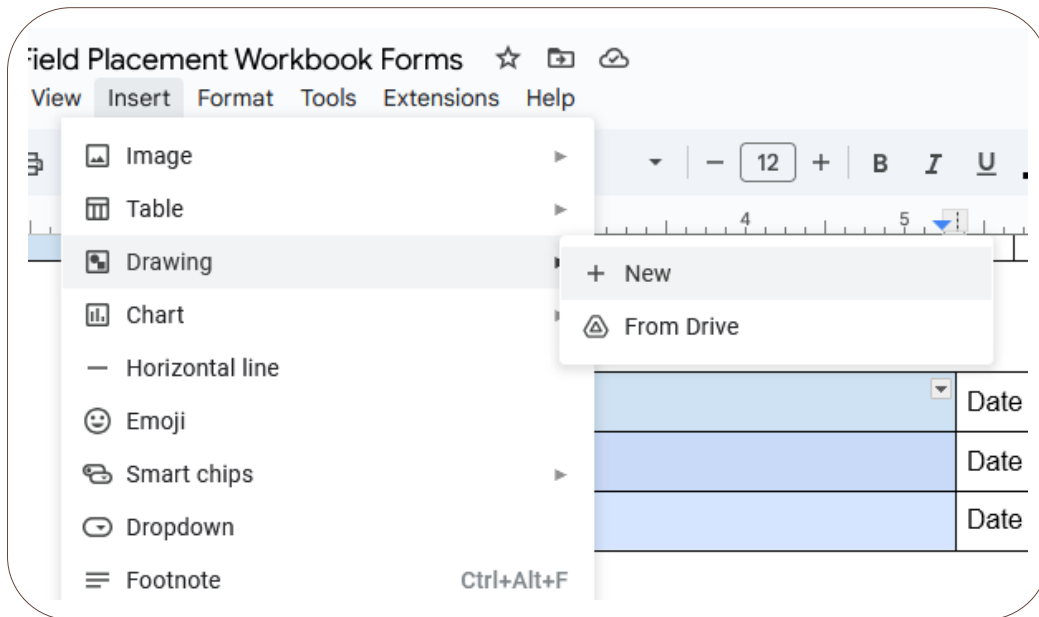 Field Placement Workbook Forms
View Insert Format Tools Extensions Help
Image
12 B I U
Table
4 5
Drawing
New
Chart
From Drive
Horizontal line
Date
Emoji
Date
Smart chips
Date
Dropdown
Footnote Ctrl+Alt+F